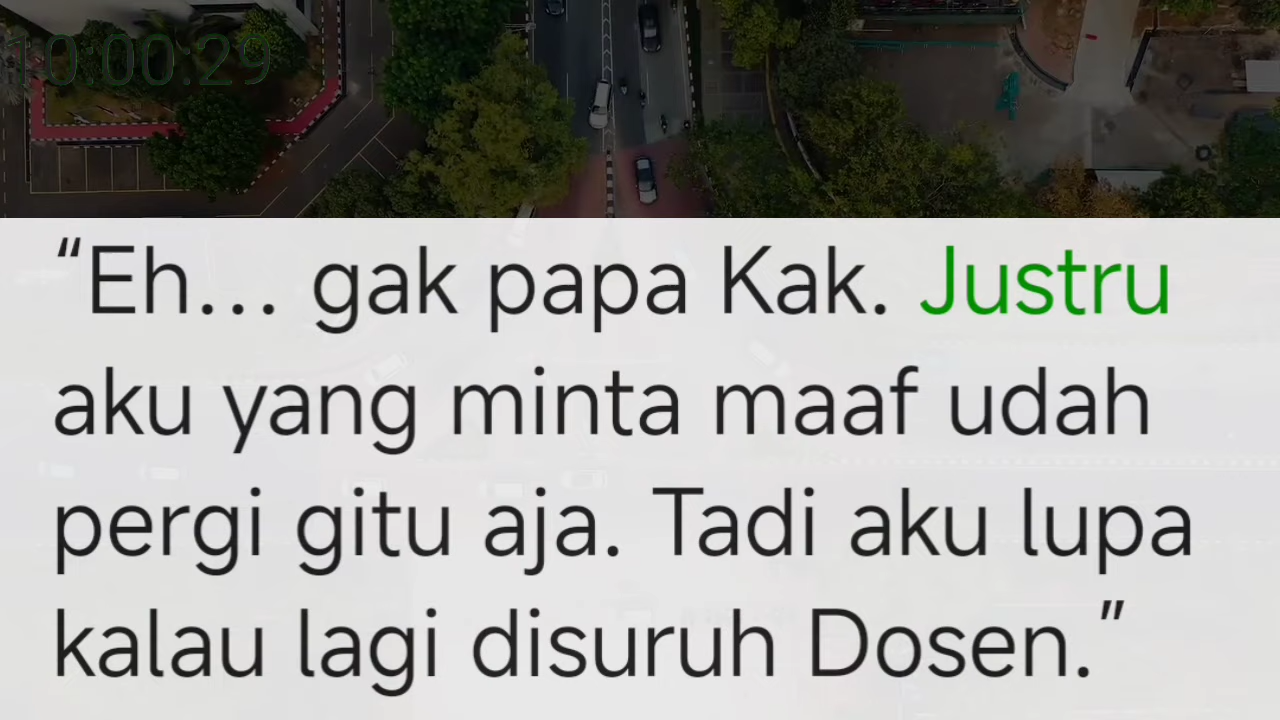 10:00:29
“Eh... gak papa Kak. Justru
aku yang minta maaf udah
pergi gitu aja. Tadi aku lupa
kalau lagi disuruh Dosen.”